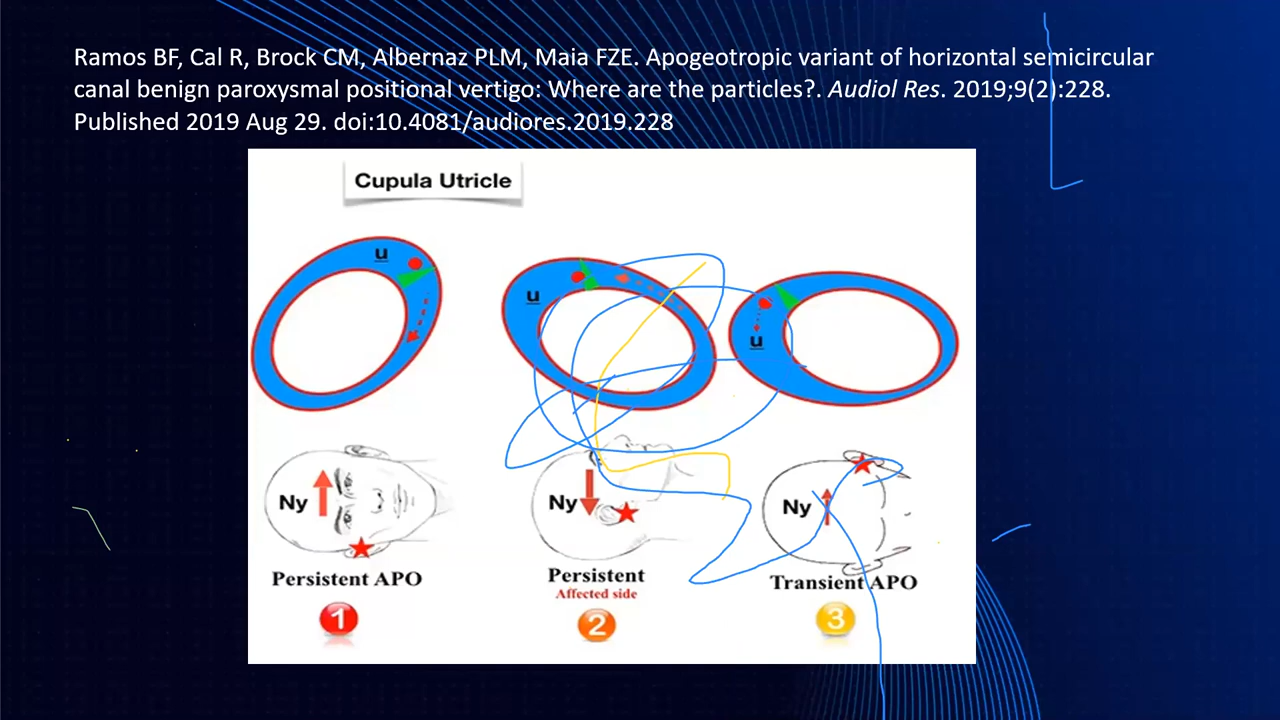 Ramos BF, Cal R, Brock CM, Albernaz PLM, Maia FZE. Apogeotropic variant of horizontal semicircular
canal benign paroxysmal positional vertigo: Where are the particles?. Audiol Res. 2019;9(2):228.
Published 2019 Aug 29. doi:10.4081/audiores.2019.228
Cupula Utricle
u
u
u
Ny
Ny
Ny
Persistent APO
Persistent
Affected side
Transient APO
1
2
3